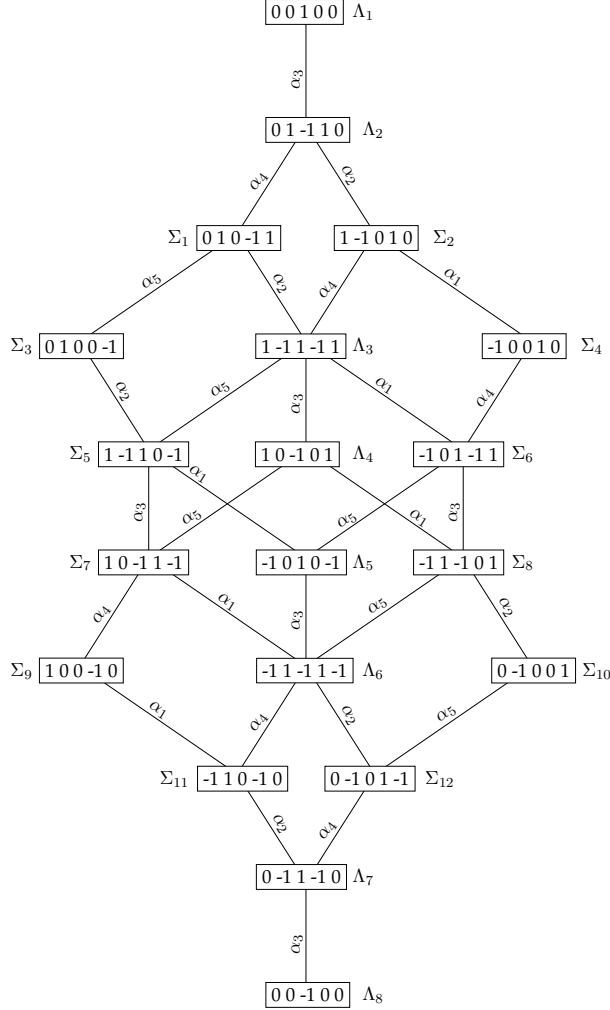 0 0 1 0 0 Λ1
α3
0 1 -1 1 0 Λ2
α4 α2
Σ1 0 1 0 -1 1 1 -1 0 1 0 Σ2
α5 α2 α4 α1
Σ3 0 1 0 0 -1 1 -1 1 -1 1 Λ3 -1 0 0 1 0 Σ4
α2 α5 α3 α1 α4
Σ5 1 -1 1 0 -1 1 0 -1 0 1 Λ4 -1 0 1 -1 1 Σ6
α1
α3 α5 α5 α1 α3
Σ7 1 0 -1 1 -1 -1 0 1 0 -1 Λ5 -1 1 -1 0 1 Σ8
α4 α1 α3 α5 α2
Σ9 1 0 0 -1 0 -1 1 -1 1 -1 Λ6 0 -1 0 0 1 Σ10
α1 α4 α2 α5
Σ11 -1 1 0 -1 0 0 -1 0 1 -1 Σ12
α2 α4
0 -1 1 -1 0 Λ7
α3
0 0 -1 0 0 Λ8